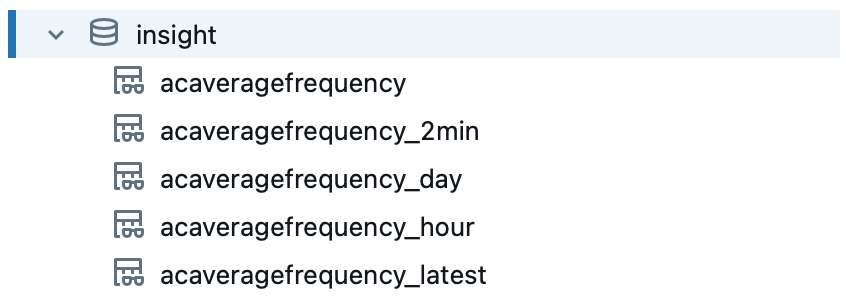 insight
acaveragefrequency
acaveragefrequency_2min
acaveragefrequency_day
acaveragefrequency_hour
acaveragefrequency_latest